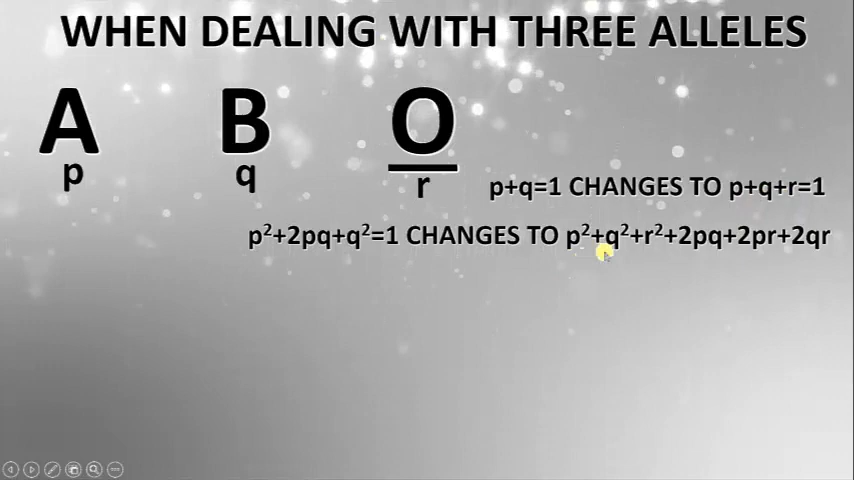 WHEN DEALING WITH THREE ALLELES
A B O
p q r
p+q=1 CHANGES TO p+q+r=1
p²+2pq+q²=1 CHANGES TO p²+q²+r²+2pq+2pr+2qr